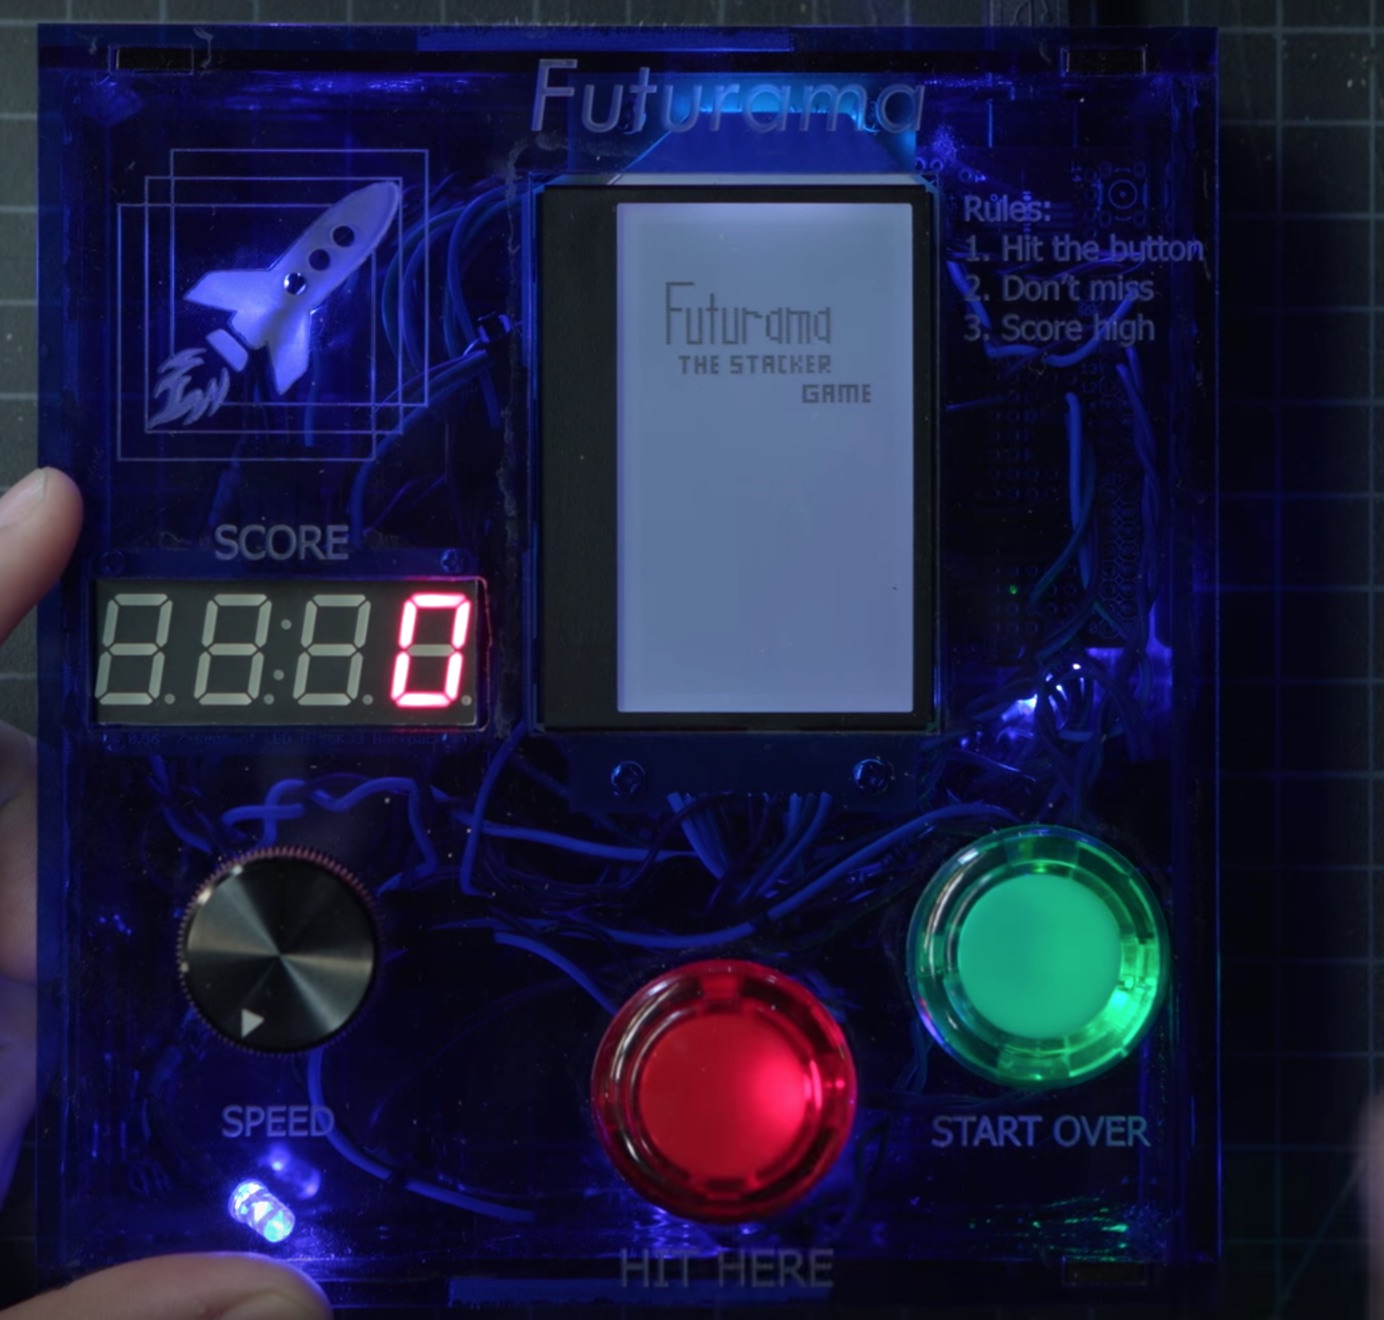 Futurama
Rules:
1. Hit the button
2. Don't miss
3. Score high
Futurama
THE STACKER
GAME
SCORE
0
SPEED
START OVER
HIT HERE